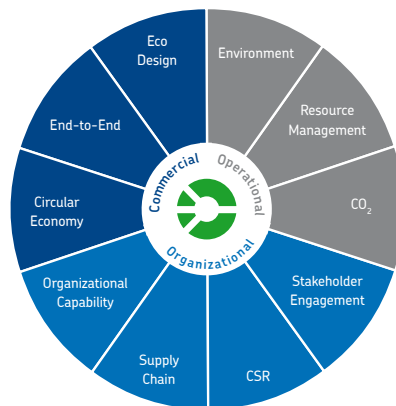 Eco
Design
Environment
Resource
Management
CO₂
Stakeholder
Engagement
CSR
Supply
Chain
Organizational
Capability
Circular
Economy
End-to-End
Commercial
Operational
Organizational